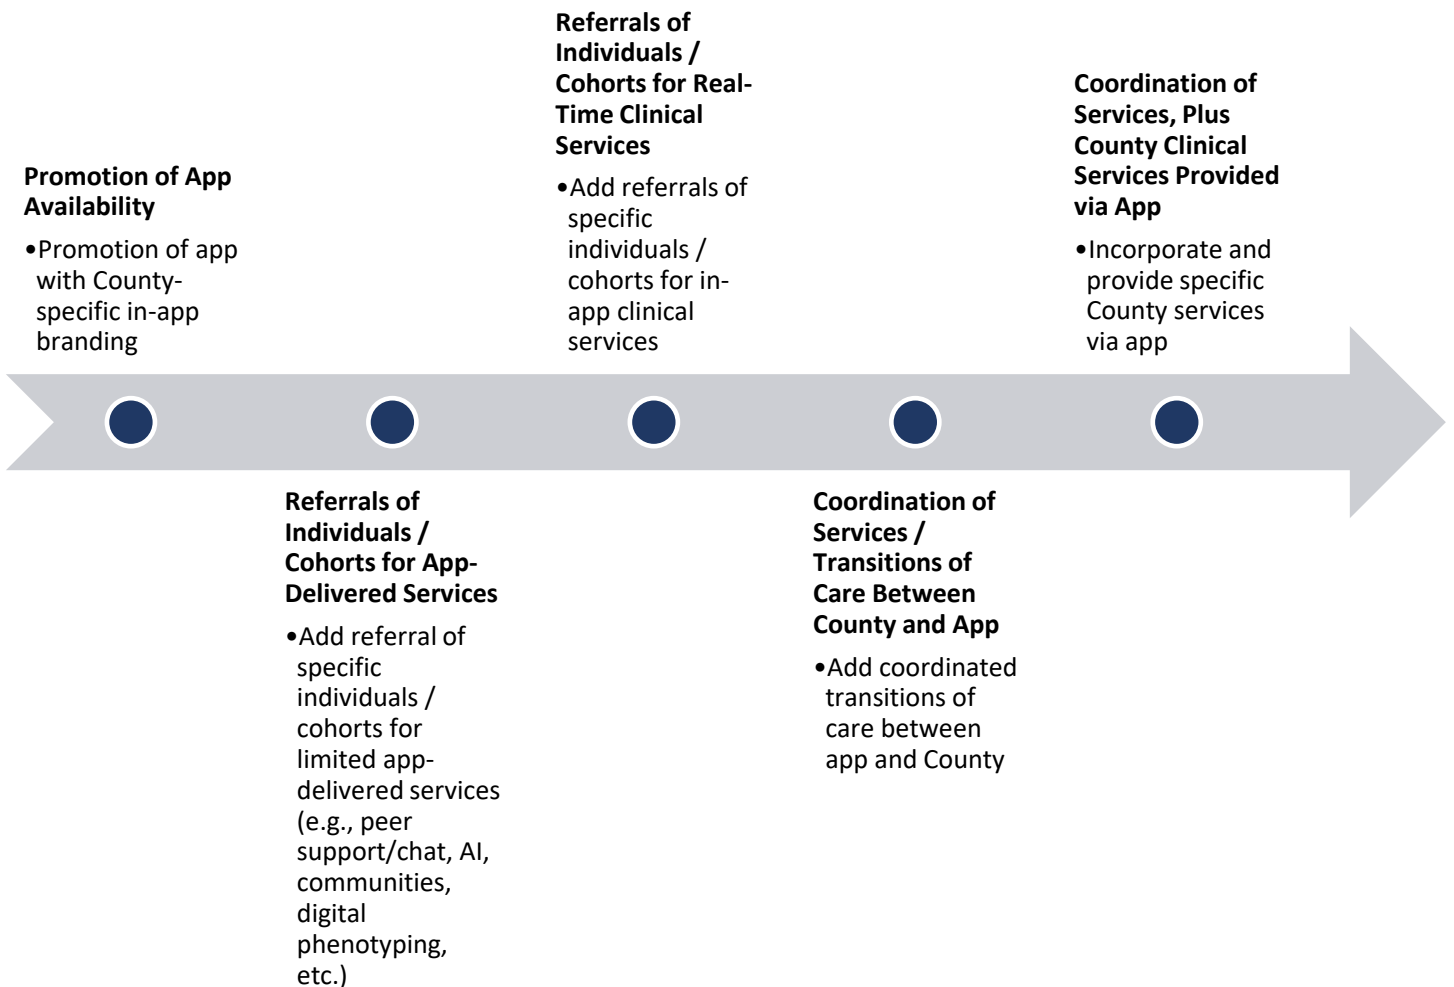 Promotion of App
Availability
•Promotion of app
with County-
specific in-app
branding
Referrals of
Individuals /
Cohorts for App-
Delivered Services
•Add referral of
specific
individuals /
cohorts for
limited app-
delivered services
(e.g., peer
support/chat, AI,
communities,
digital
phenotyping,
etc.)
Referrals of
Individuals /
Cohorts for Real-
Time Clinical
Services
•Add referrals of
specific
individuals /
cohorts for in-
app clinical
services
Coordination of
Services /
Transitions of
Care Between
County and App
•Add coordinated
transitions of
care between
app and County
Coordination of
Services, Plus
County Clinical
Services Provided
via App
•Incorporate and
provide specific
County services
via app